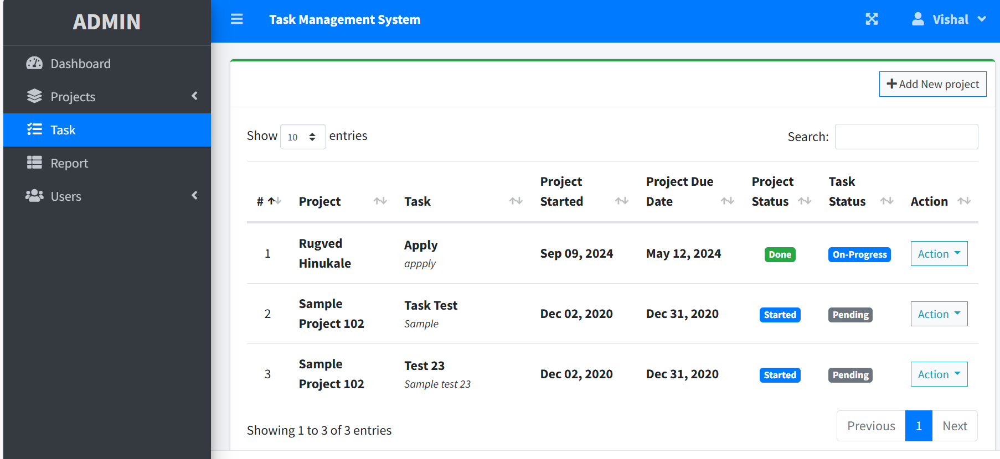 ADMIN
Task Management System
Vishal
Dashboard
Projects
Task
Report
Users
Add New project
Show 10 entries
Search:
# Project Task Project Started Project Due Date Project Status Task Status Action
1 Rugved Hinukale Apply Sep 09, 2024 May 12, 2024 Done On-Progress Action
appply
2 Sample Project 102 Task Test Dec 02, 2020 Dec 31, 2020 Started Pending Action
Sample
3 Sample Project 102 Test 23 Dec 02, 2020 Dec 31, 2020 Started Pending Action
Sample test 23
Showing 1 to 3 of 3 entries
Previous 1 Next